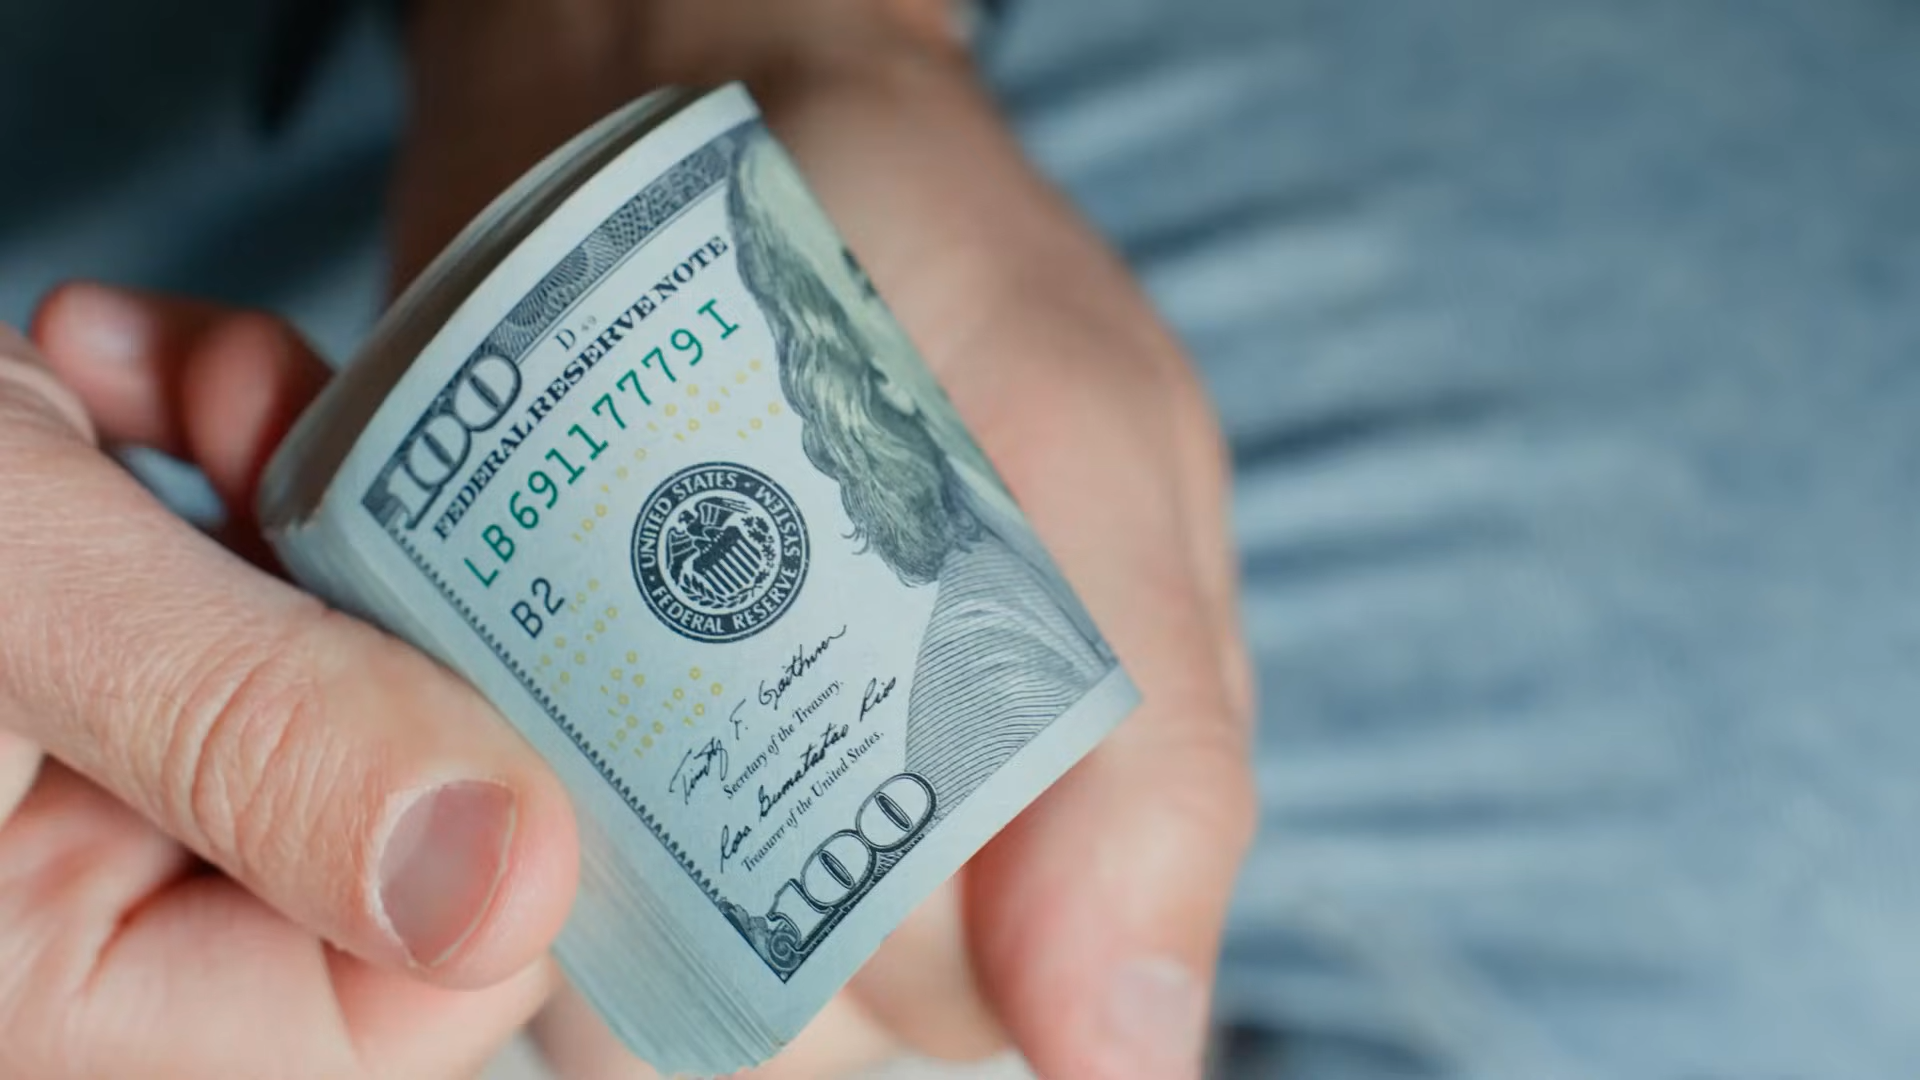 100
D 49
FEDERAL RESERVE NOTE
LB69117779I
B2
UNITED STATES · FEDERAL RESERVE SYSTEM ·
Timothy F. Geithner
Secretary of the Treasury.
Rosa Gumataotao Rios
Treasurer of the United States.
100